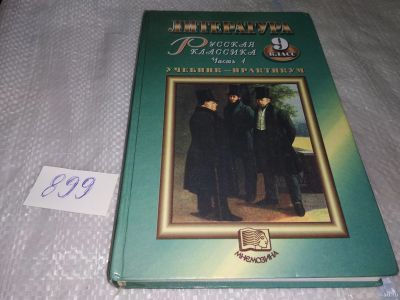 ЛИТЕРАТУРА
РУССКАЯ
КЛАССИКА
9
КЛАСС
Часть 1
УЧЕБНИК-ПРАКТИКУМ
899
МНЕМОЗИНА